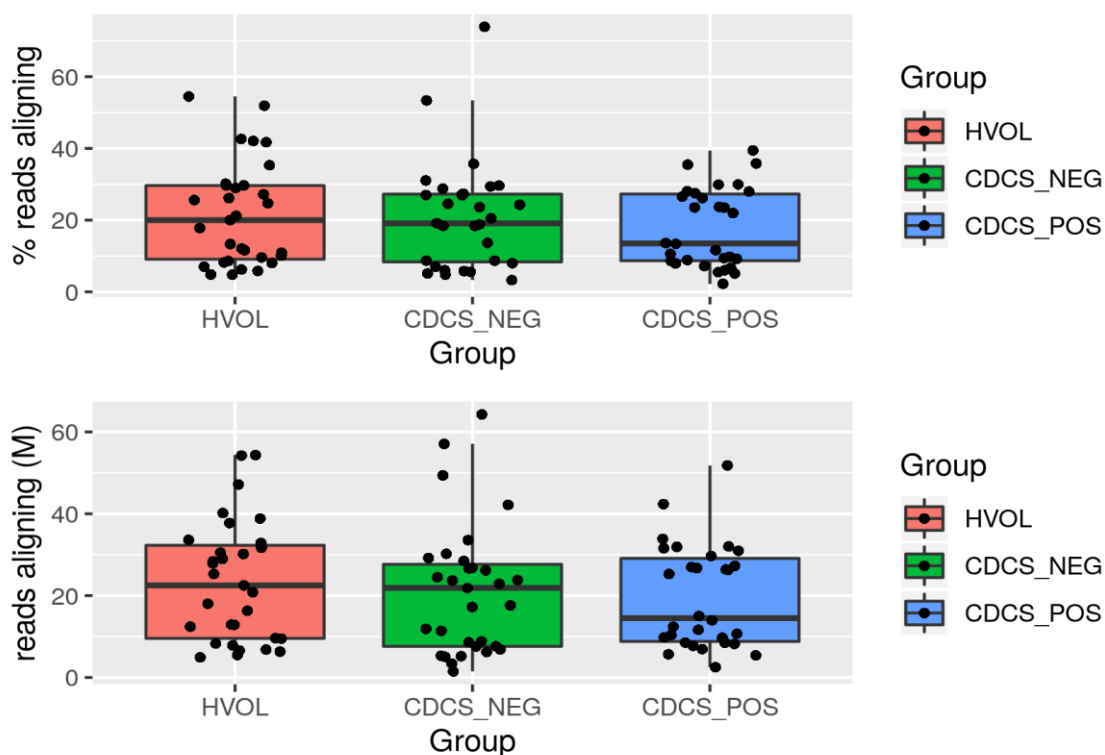 % reads aligning
60
40
20
0
HVOL
CDCS_NEG
CDCS_POS
Group
Group
HVOL
CDCS_NEG
CDCS_POS
reads aligning (M)
60
40
20
0
HVOL
CDCS_NEG
CDCS_POS
Group
Group
HVOL
CDCS_NEG
CDCS_POS